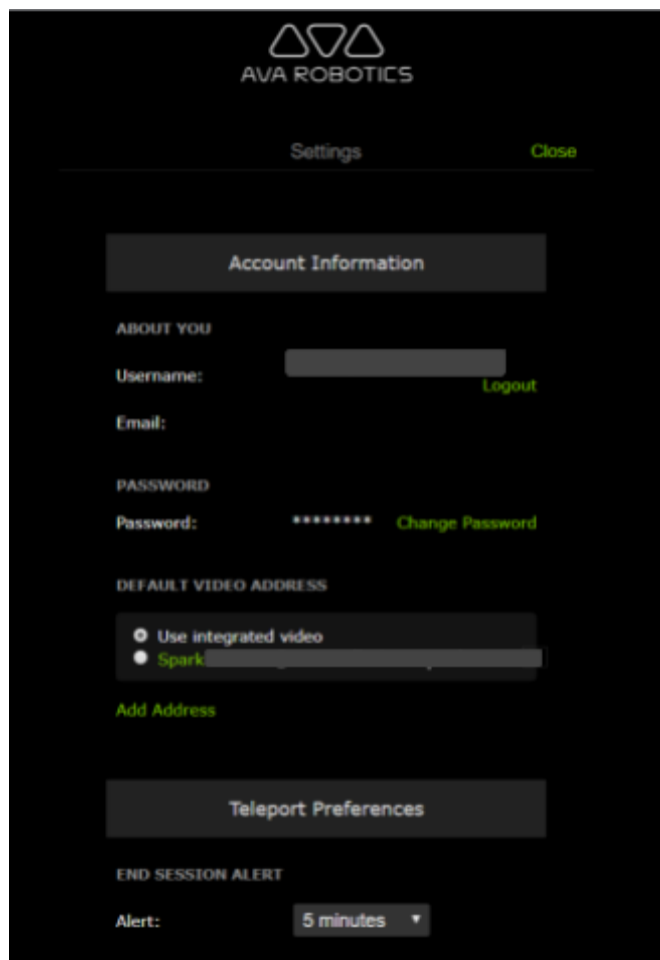 AVA ROBOTICS
Settings Close
Account Information
ABOUT YOU
Username:
Logout
Email:
PASSWORD
Password: ******** Change Password
DEFAULT VIDEO ADDRESS
Use integrated video
Spark
Add Address
Teleport Preferences
END SESSION ALERT
Alert: 5 minutes